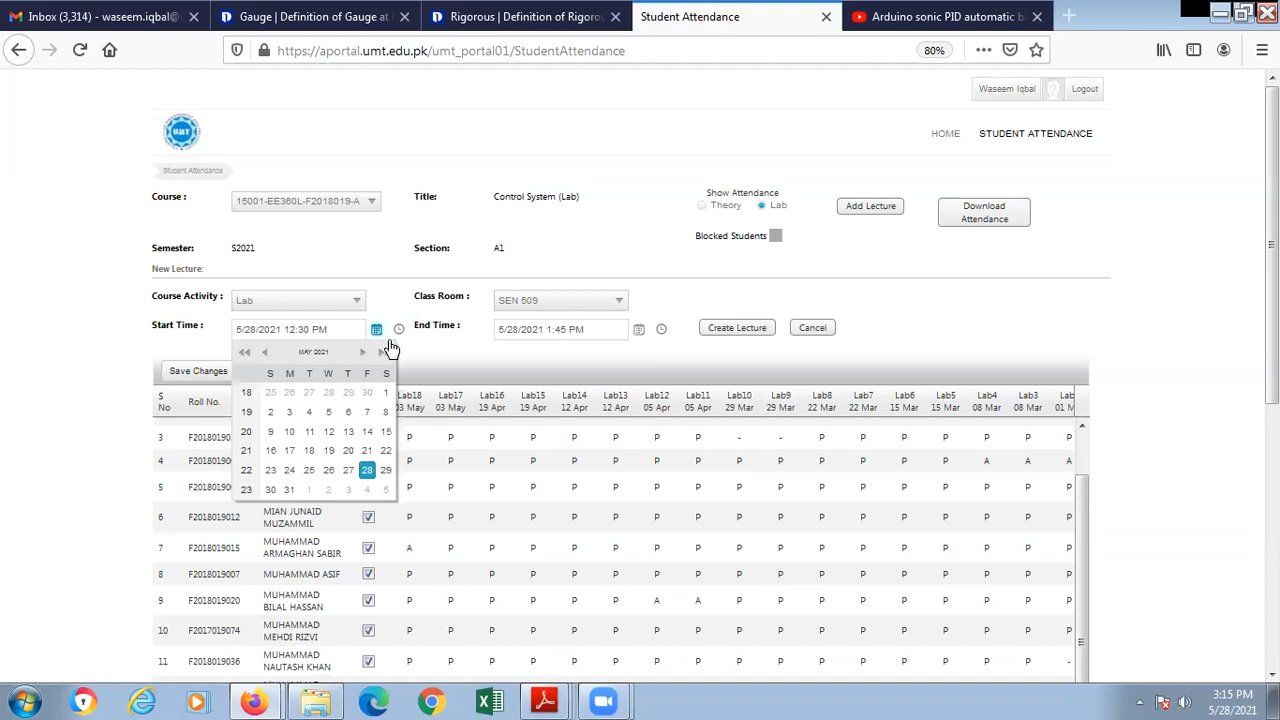 Inbox (3,314) - waseem.iqbal@
Gauge | Definition of Gauge at
Rigorous | Definition of Rigoro
Student Attendance
Arduino sonic PID automatic b
https://aportal.umt.edu.pk/umt_portal01/StudentAttendance
80%
Waseem Iqbal
Logout
UMT
HOME
STUDENT ATTENDANCE
Student Attendance
Course :
15001-EE360L-F2018019-A
Title:
Control System (Lab)
Show Attendance
Theory
Lab
Add Lecture
Download
Attendance
Blocked Students
Semester:
S2021
Section:
A1
New Lecture:
Course Activity :
Lab
Class Room :
SEN 509
Start Time :
5/28/2021 12:30 PM
End Time :
5/28/2021 1:45 PM
Create Lecture
Cancel
MAY 2021
S M T W T F S
18 25 26 27 28 29 30 1
19 2 3 4 5 6 7 8
20 9 10 11 12 13 14 15
21 16 17 18 19 20 21 22
22 23 24 25 26 27 28 29
23 30 31 1 2 3 4 5
Save Changes
S
No
Roll No.
Lab18 Lab17 Lab16 Lab15 Lab14 Lab13 Lab12 Lab11 Lab10 Lab9 Lab8 Lab7 Lab6 Lab5 Lab4 Lab3 Lab
03 May 03 May 19 Apr 19 Apr 12 Apr 12 Apr 05 Apr 05 Apr 29 Mar 29 Mar 22 Mar 22 Mar 15 Mar 15 Mar 08 Mar 08 Mar 01 M
3 F20180190 P P P P P P P P - - P P P P P P P
4 F20180190 P P P P P P P P P P P P P P A A A
5 F20180190 P P P P P P P P P P P P P P P P P
6 F2018019012 MIAN JUNAID
MUZAMMIL P P P P P P P P P P P P P P P P P
7 F2018019015 MUHAMMAD
ARMAGHAN SABIR A P P P P P P P P P P P P P P P P
8 F2018019007 MUHAMMAD ASIF P P P P P P P P P P P P P P P P P
9 F2018019020 MUHAMMAD
BILAL HASSAN P P P P P P A A P P P P P P P P P
10 F2017019074 MUHAMMAD
MEHDI RIZVI P P P P P P P P P P P P P P P P P
11 F2018019036 MUHAMMAD
NAUTASH KHAN P P P P P P P P P P P P P P P P -
3:15 PM
5/28/2021